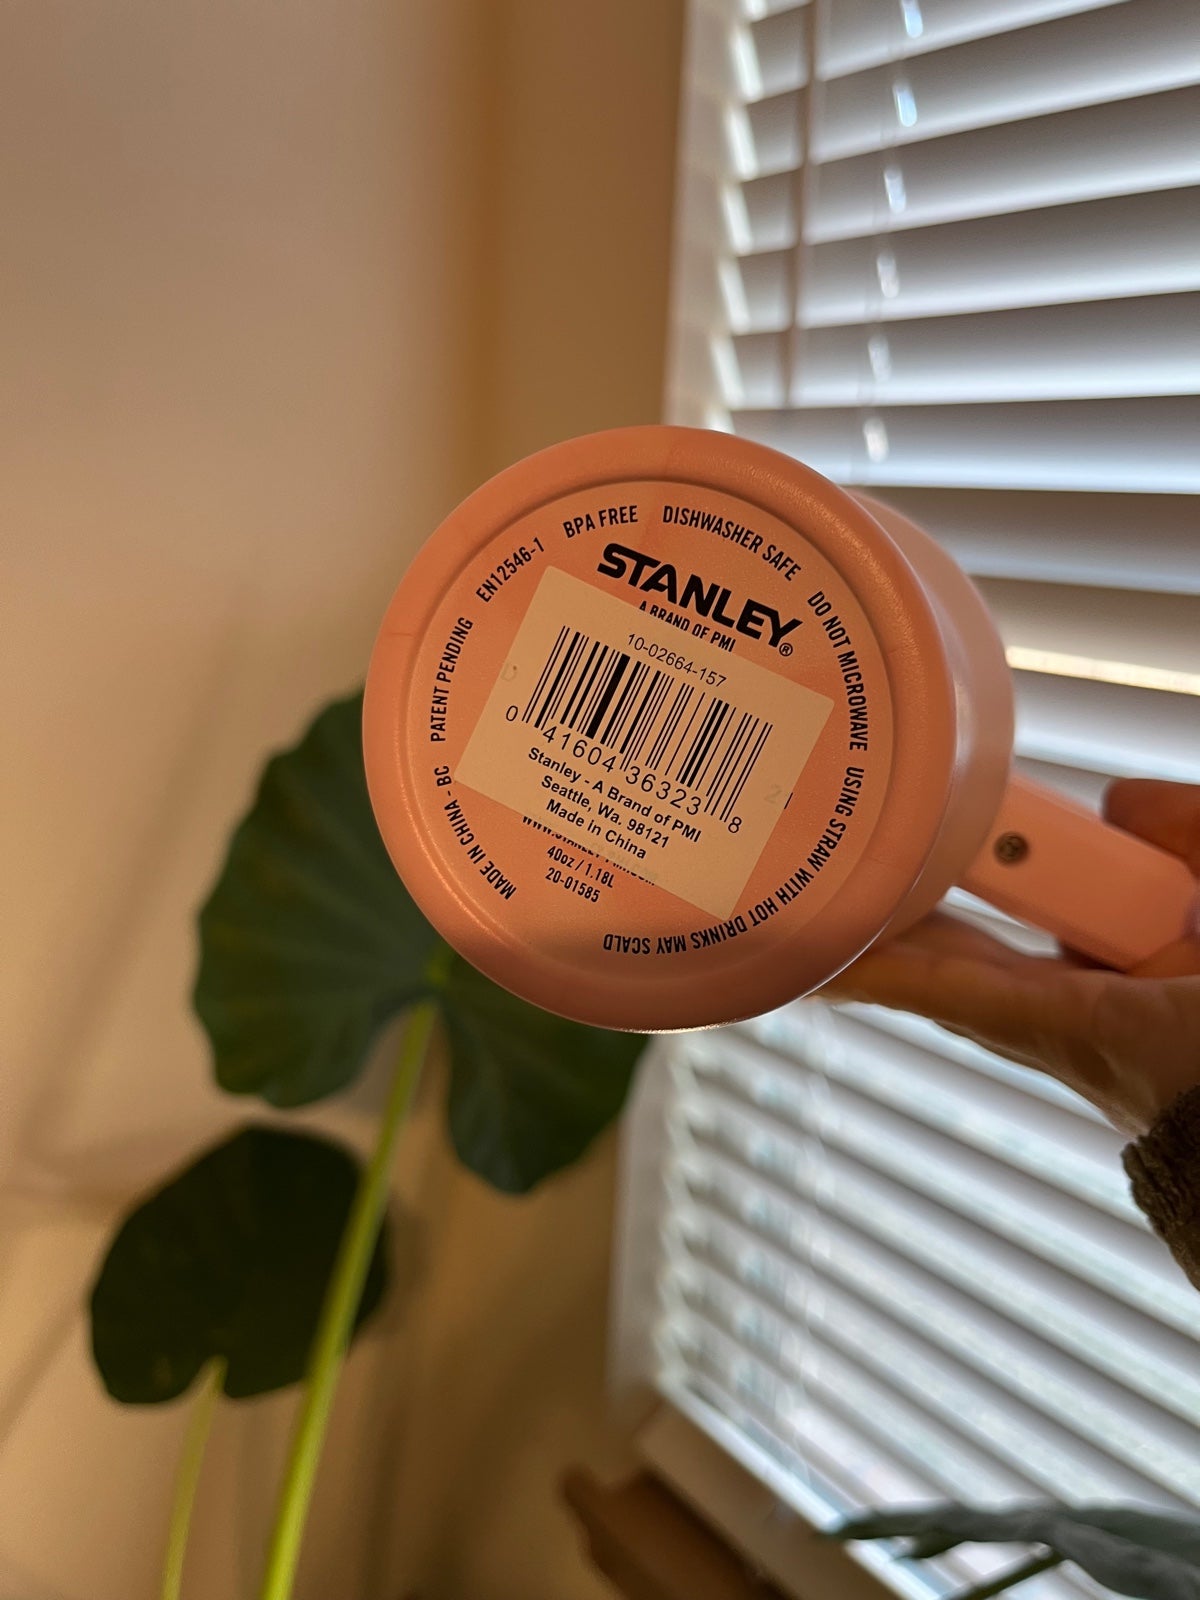 BPA FREE
DISHWASHER SAFE
DO NOT MICROWAVE
USING STRAW WITH HOT DRINKS MAY SCALD
MADE IN CHINA - BC
PATENT PENDING
EN12546-1
STANLEY®
A BRAND OF PMI
10-02664-157
0 41604 36323 8
Stanley - A Brand of PMI
Seattle, Wa. 98121
Made in China
40oz / 1.18L
20-01585